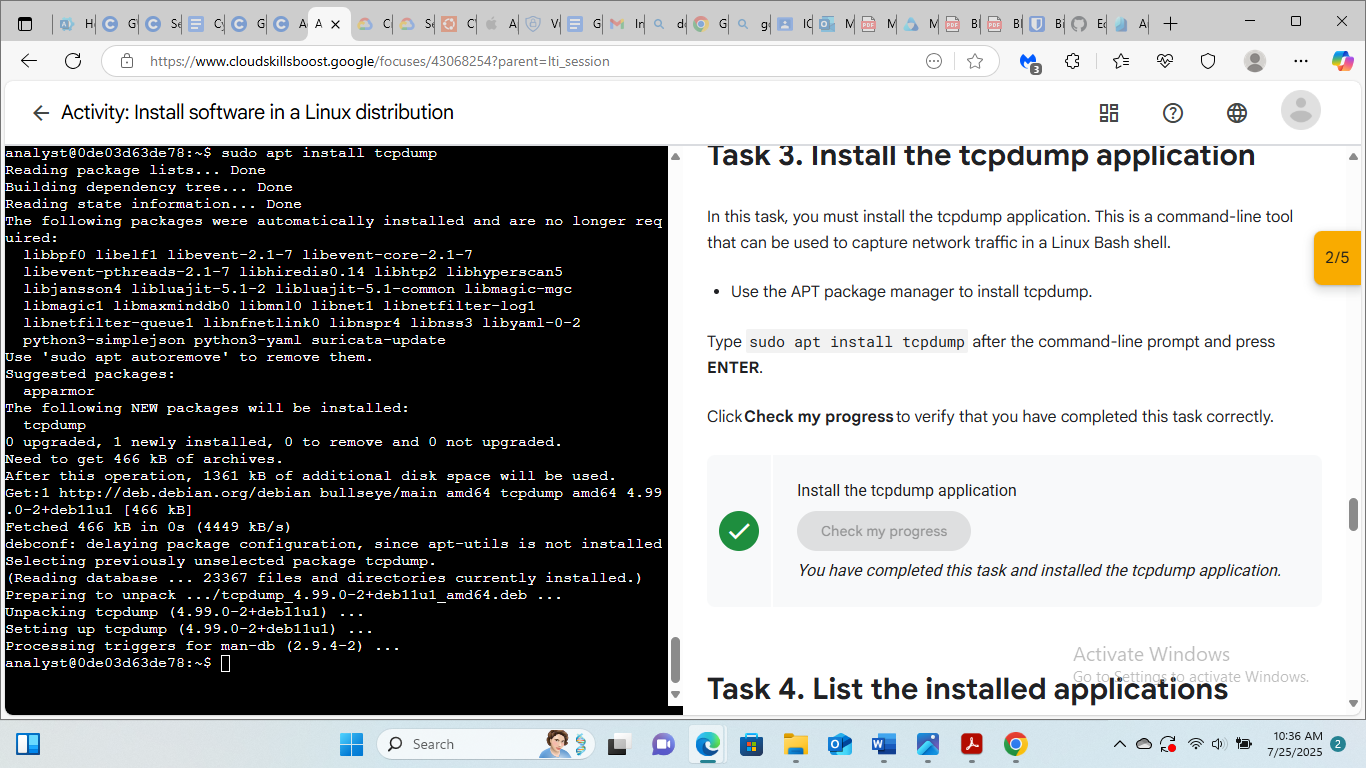 H
G
Se
Cy
G
A
A
C
Se
C
A
V
G
M
In
d
G
g
IC
M
M
M
Bl
Bl
Bi
Ec
A
https://www.cloudskillsboost.google/focuses/43068254?parent=lti_session
3
Activity: Install software in a Linux distribution
analyst@0de03d63de78:~$ sudo apt install tcpdump
Reading package lists... Done
Building dependency tree... Done
Reading state information... Done
The following packages were automatically installed and are no longer req
uired:
libbpf0 libelf1 libevent-2.1-7 libevent-core-2.1-7
libevent-pthreads-2.1-7 libhiredis0.14 libhtp2 libhyperscan5
libjansson4 libluajit-5.1-2 libluajit-5.1-common libmagic-mgc
libmagic1 libmaxminddb0 libmnl0 libnet1 libnetfilter-log1
libnetfilter-queue1 libnfnetlink0 libnspr4 libnss3 libyaml-0-2
python3-simplejson python3-yaml suricata-update
Use 'sudo apt autoremove' to remove them.
Suggested packages:
apparmor
The following NEW packages will be installed:
tcpdump
0 upgraded, 1 newly installed, 0 to remove and 0 not upgraded.
Need to get 466 kB of archives.
After this operation, 1361 kB of additional disk space will be used.
Get:1 http://deb.debian.org/debian bullseye/main amd64 tcpdump amd64 4.99
.0-2+deb11u1 [466 kB]
Fetched 466 kB in 0s (4449 kB/s)
debconf: delaying package configuration, since apt-utils is not installed
Selecting previously unselected package tcpdump.
(Reading database ... 23367 files and directories currently installed.)
Preparing to unpack .../tcpdump_4.99.0-2+deb11u1_amd64.deb ...
Unpacking tcpdump (4.99.0-2+deb11u1) ...
Setting up tcpdump (4.99.0-2+deb11u1) ...
Processing triggers for man-db (2.9.4-2) ...
analyst@0de03d63de78:~$
Task 3. Install the tcpdump application
In this task, you must install the tcpdump application. This is a command-line tool
that can be used to capture network traffic in a Linux Bash shell.
2/5
• Use the APT package manager to install tcpdump.
Type sudo apt install tcpdump after the command-line prompt and press
ENTER.
Click Check my progress to verify that you have completed this task correctly.
Install the tcpdump application
Check my progress
You have completed this task and installed the tcpdump application.
Activate Windows
Go to Settings to activate Windows.
Task 4. List the installed applications
Search
10:36 AM
7/25/2025
2